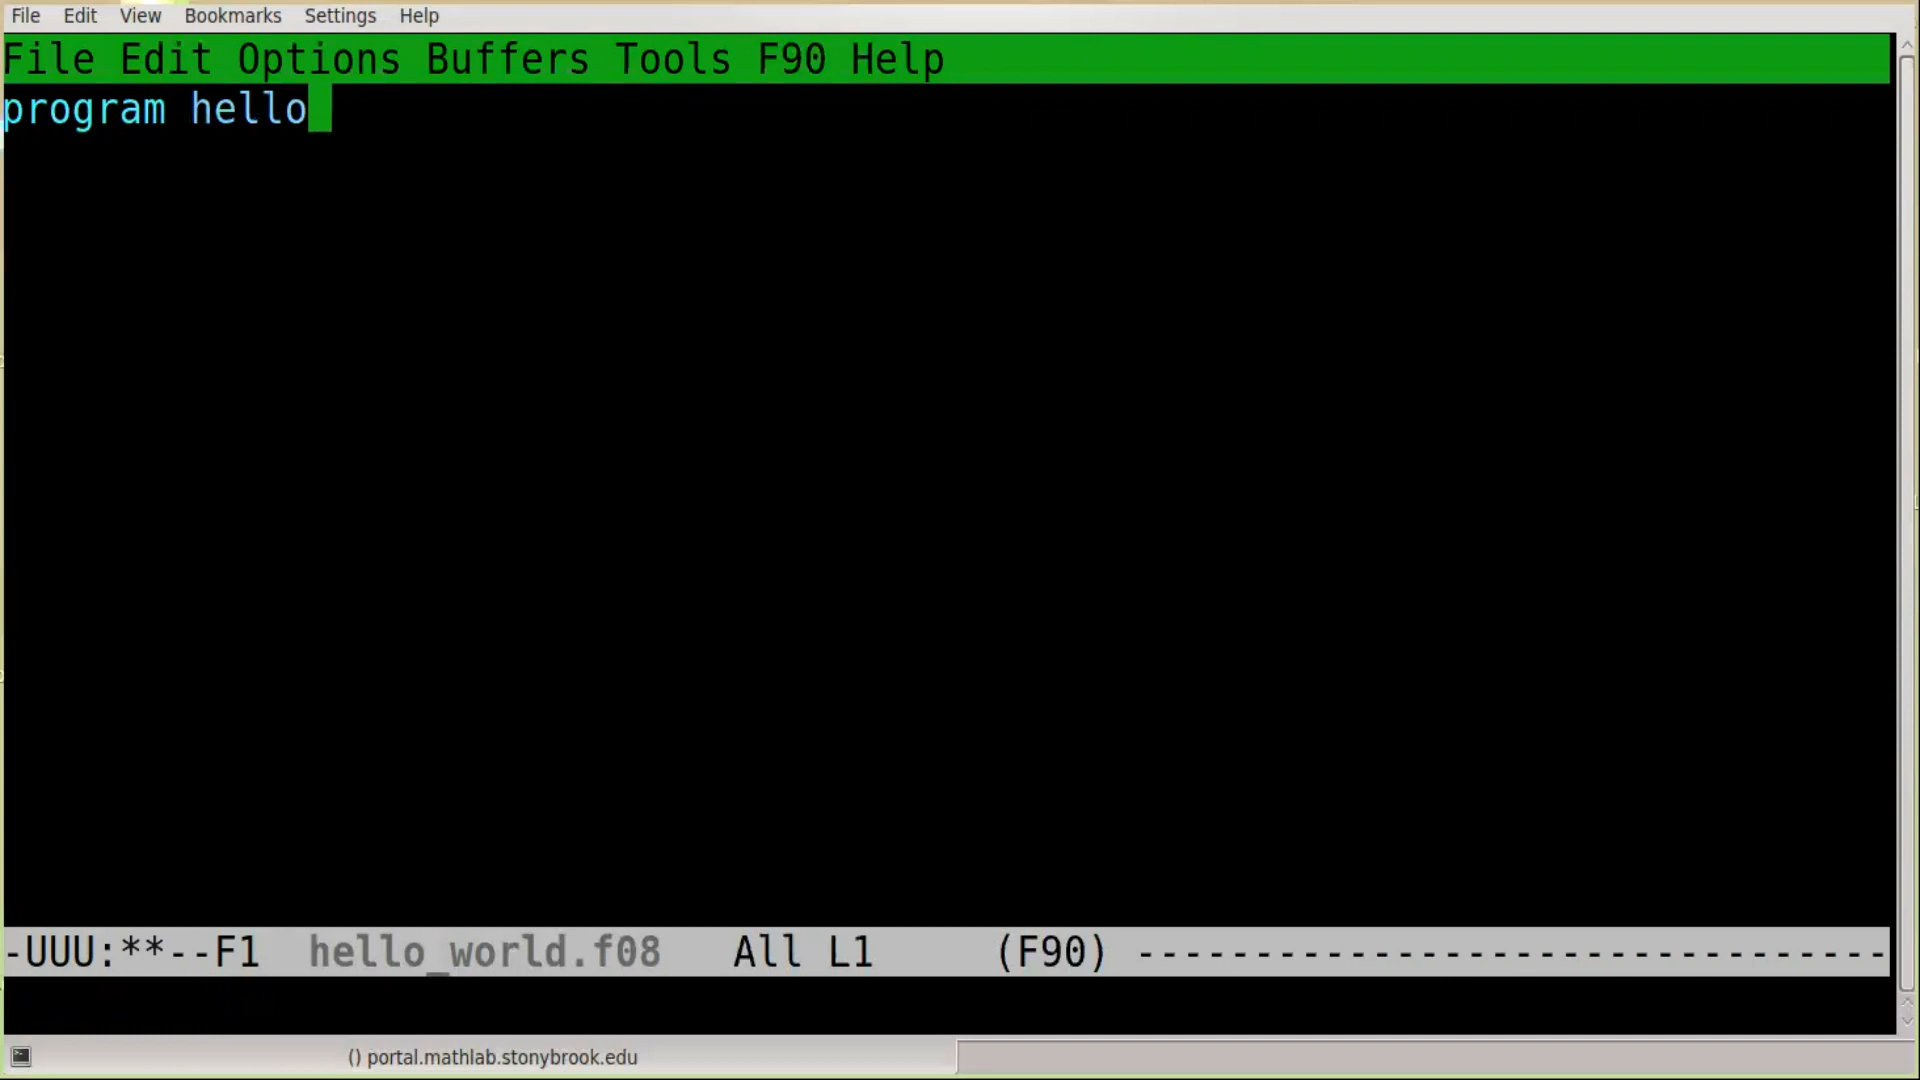 File Edit View Bookmarks Settings Help
File Edit Options Buffers Tools F90 Help
program hello
-UUU:**--F1  hello_world.f08   All L1     (F90) --------------------------------
() portal.mathlab.stonybrook.edu